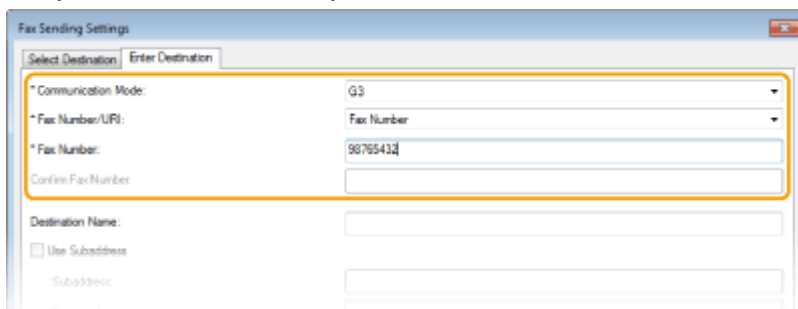 Fax Sending Settings
Select Destination Enter Destination
* Communication Mode: G3
* Fax Number/URI: Fax Number
* Fax Number: 98765432
Confirm Fax Number:
Destination Name:
Use Subaddress
Subaddress: